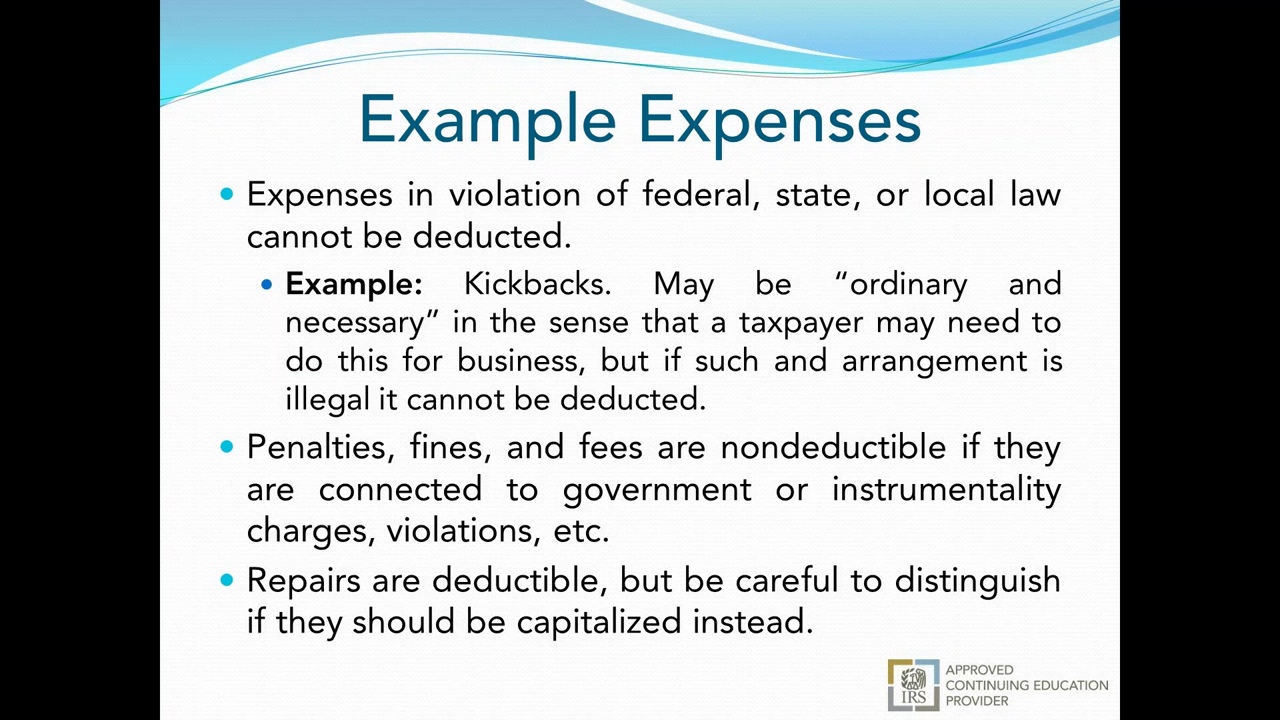 Example Expenses
• Expenses in violation of federal, state, or local law
cannot be deducted.
• Example: Kickbacks. May be “ordinary and
necessary” in the sense that a taxpayer may need to
do this for business, but if such and arrangement is
illegal it cannot be deducted.
• Penalties, fines, and fees are nondeductible if they
are connected to government or instrumentality
charges, violations, etc.
• Repairs are deductible, but be careful to distinguish
if they should be capitalized instead.
IRS
APPROVED
CONTINUING EDUCATION
PROVIDER